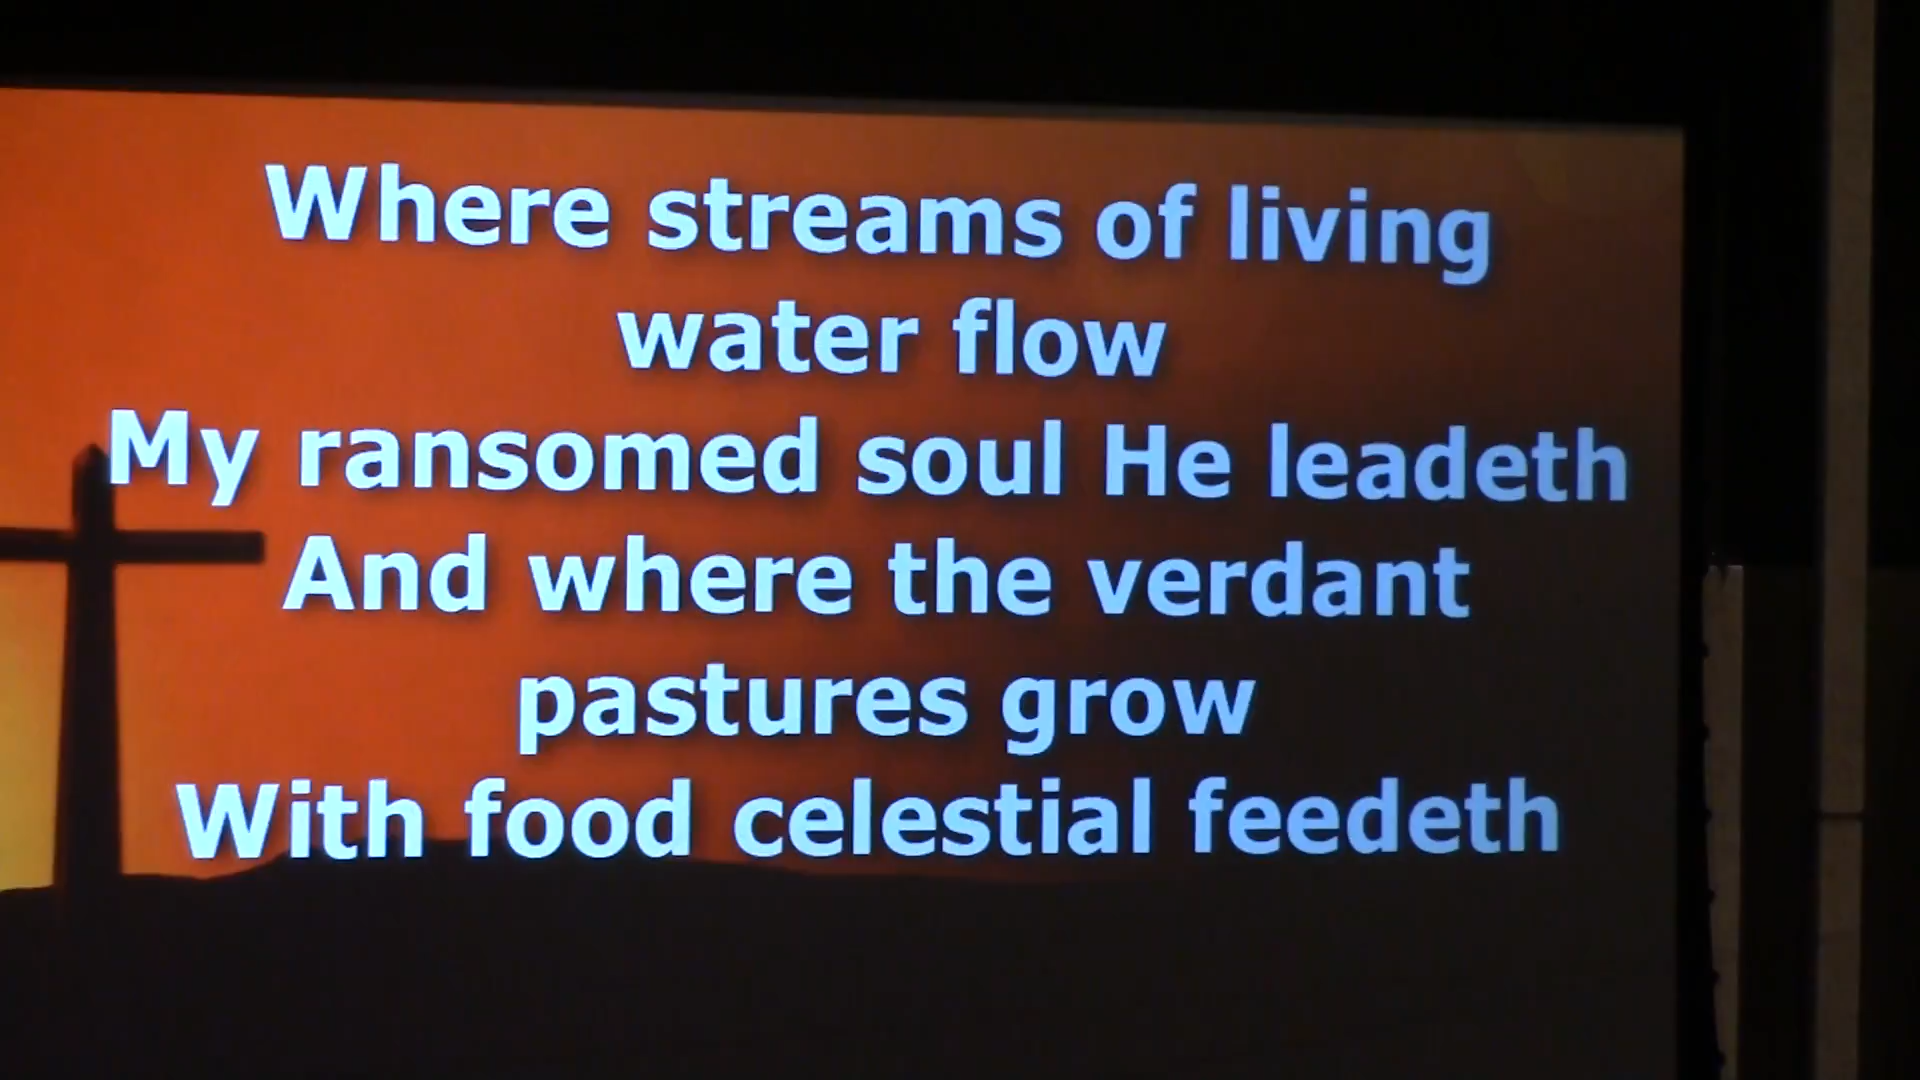 Where streams of living
water flow
My ransomed soul He leadeth
And where the verdant
pastures grow
With food celestial feedeth